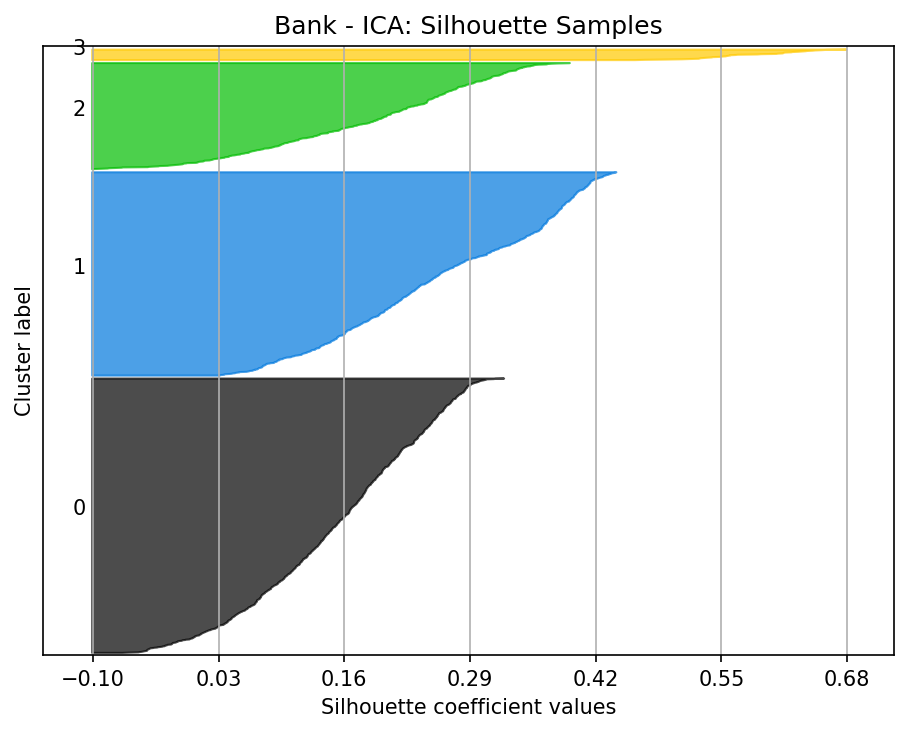 Bank - ICA: Silhouette Samples
3
2
1
0
Cluster label
−0.10 0.03 0.16 0.29 0.42 0.55 0.68
Silhouette coefficient values